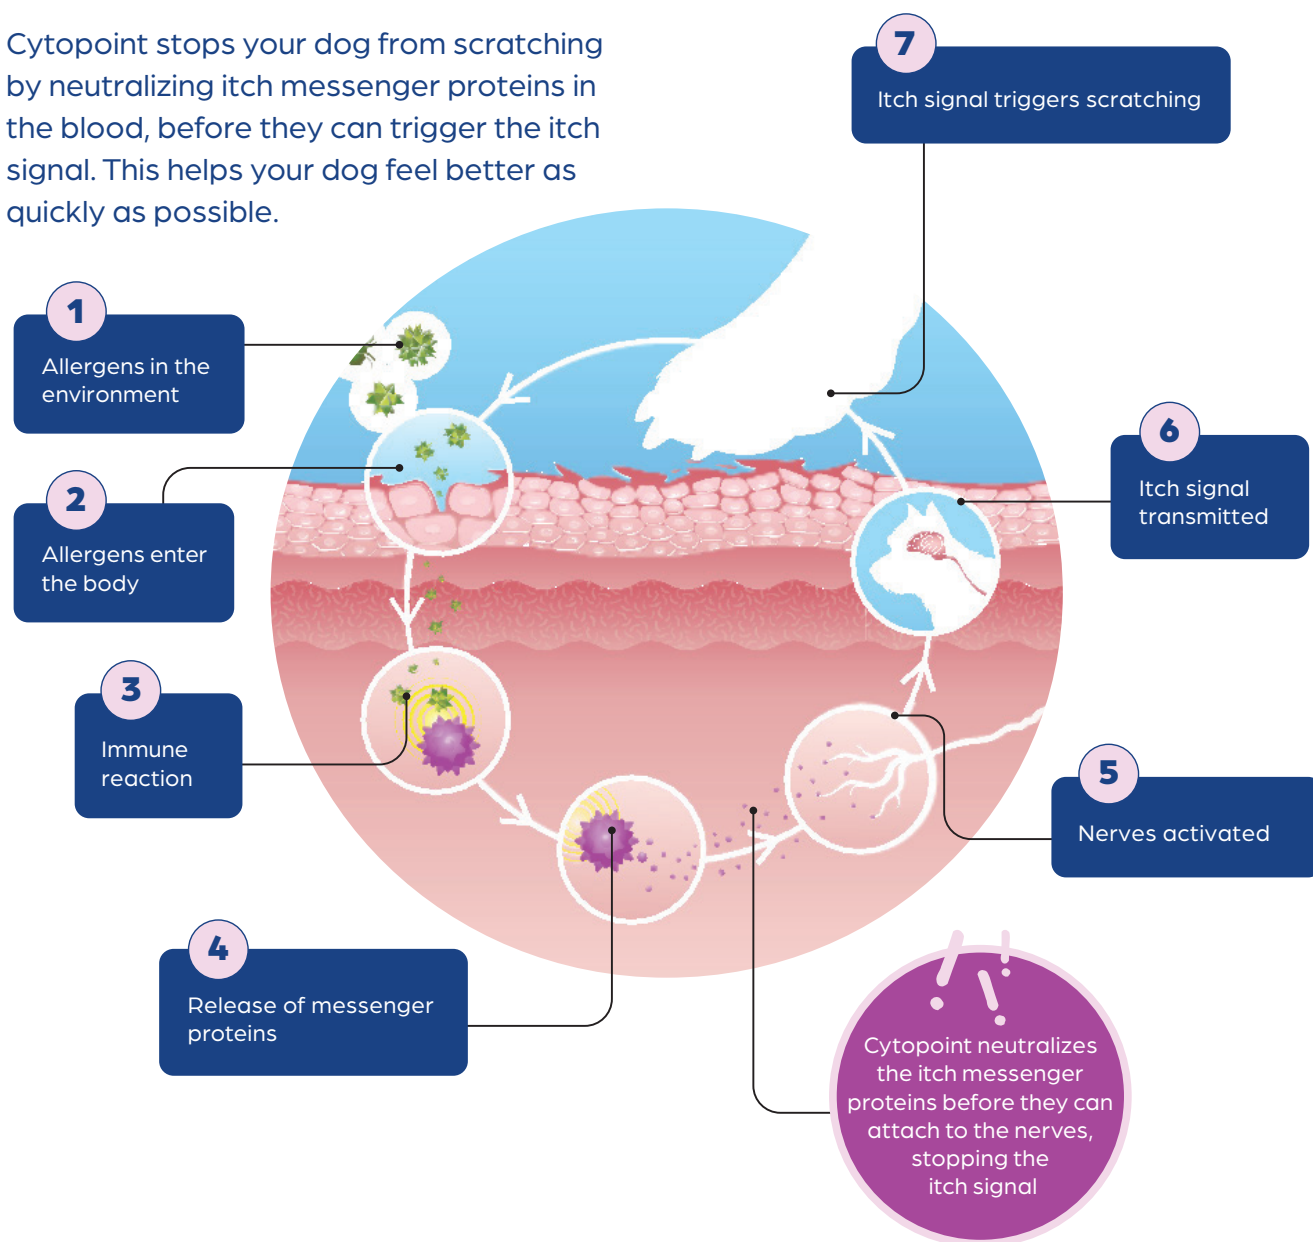 Cytopoint stops your dog from scratching
by neutralizing itch messenger proteins in
the blood, before they can trigger the itch
signal. This helps your dog feel better as
quickly as possible.
1
Allergens in the
environment
2
Allergens enter
the body
3
Immune
reaction
4
Release of messenger
proteins
5
Nerves activated
6
Itch signal
transmitted
7
Itch signal triggers scratching
Cytopoint neutralizes
the itch messenger
proteins before they can
attach to the nerves,
stopping the
itch signal